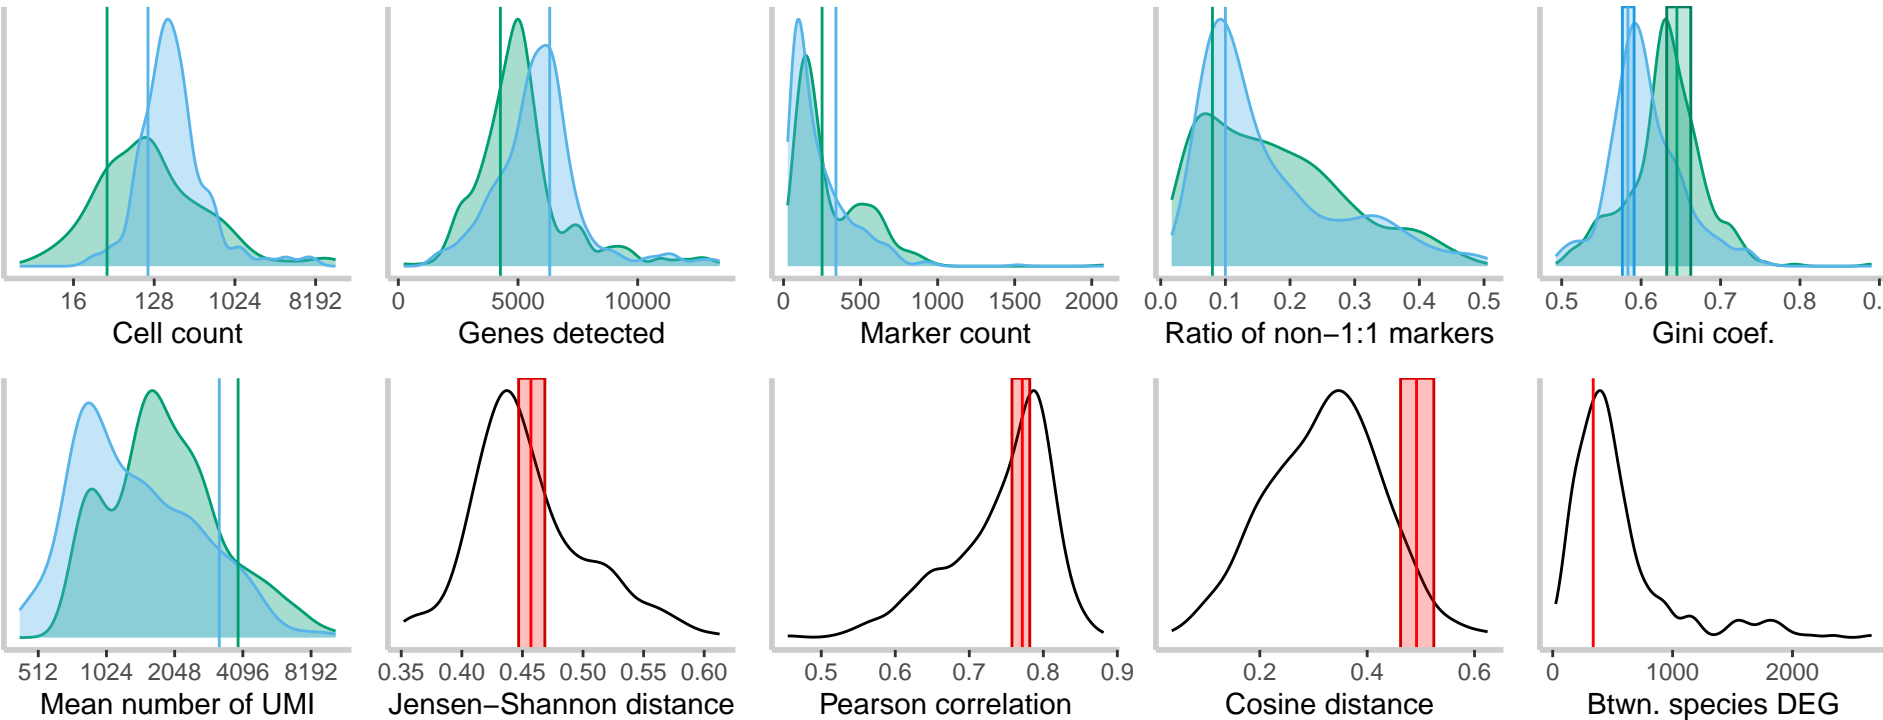 16 128 1024 8192
Cell count
0 5000 10000
Genes detected
0 500 1000 1500 2000
Marker count
0.0 0.1 0.2 0.3 0.4 0.5
Ratio of non−1:1 markers
0.5 0.6 0.7 0.8 0.
Gini coef.
512 1024 2048 4096 8192
Mean number of UMI
0.35 0.40 0.45 0.50 0.55 0.60
Jensen−Shannon distance
0.5 0.6 0.7 0.8 0.9
Pearson correlation
0.2 0.4 0.6
Cosine distance
0 1000 2000
Btwn. species DEG